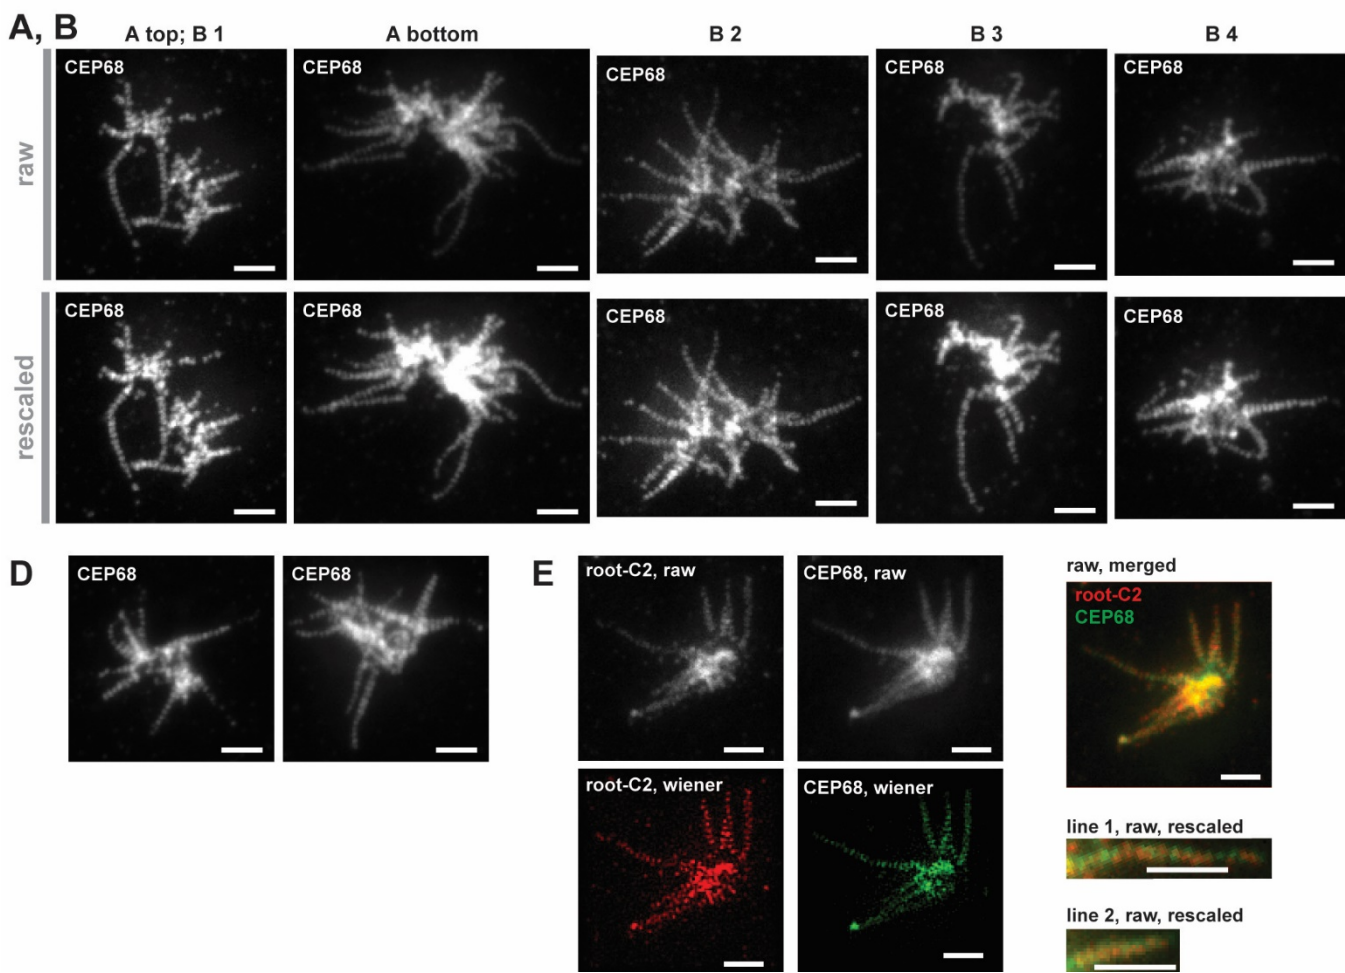 A, B
A top; B 1
A bottom
B 2
B 3
B 4
raw
CEP68
CEP68
CEP68
CEP68
CEP68
rescaled
CEP68
CEP68
CEP68
CEP68
CEP68
D
CEP68
CEP68
E
root-C2, raw
CEP68, raw
root-C2, wiener
CEP68, wiener
raw, merged
root-C2
CEP68
line 1, raw, rescaled
line 2, raw, rescaled